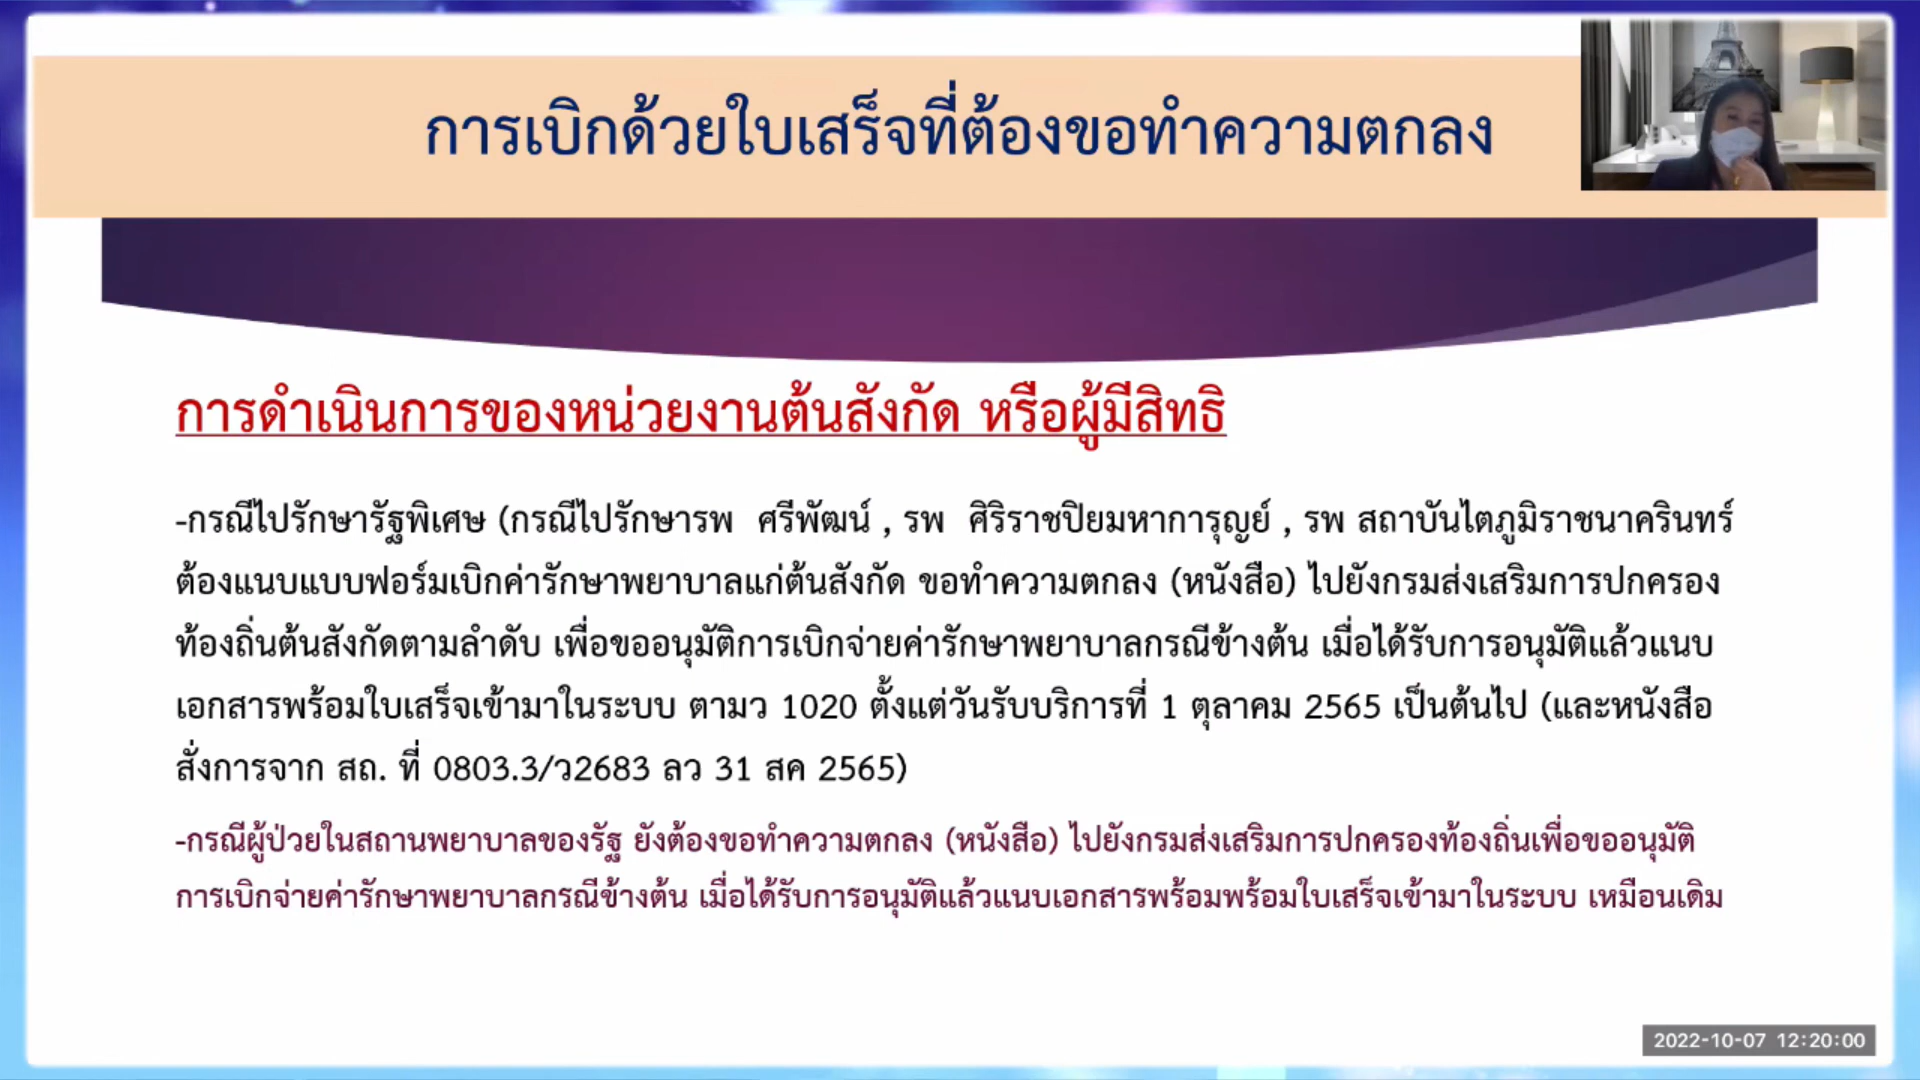 การเบิกด้วยใบเสร็จที่ต้องขอทำความตกลง
การดำเนินการของหน่วยงานต้นสังกัด หรือผู้มีสิทธิ
-กรณีไปรักษารัฐพิเศษ (กรณีไปรักษารพ ศรีพัฒน์ , รพ ศิริราชปิยมหาการุญย์ , รพ สถาบันไตภูมิราชนาครินทร์
ต้องแนบแบบฟอร์มเบิกค่ารักษาพยาบาลแก่ต้นสังกัด ขอทำความตกลง (หนังสือ) ไปยังกรมส่งเสริมการปกครอง
ท้องถิ่นต้นสังกัดตามลำดับ เพื่อขออนุมัติการเบิกจ่ายค่ารักษาพยาบาลกรณีข้างต้น เมื่อได้รับการอนุมัติแล้วแนบ
เอกสารพร้อมใบเสร็จเข้ามาในระบบ ตามว 1020 ตั้งแต่วันรับบริการที่ 1 ตุลาคม 2565 เป็นต้นไป (และหนังสือ
สั่งการจาก สถ. ที่ 0803.3/ว2683 ลว 31 สค 2565)
-กรณีผู้ป่วยในสถานพยาบาลของรัฐ ยังต้องขอทำความตกลง (หนังสือ) ไปยังกรมส่งเสริมการปกครองท้องถิ่นเพื่อขออนุมัติ
การเบิกจ่ายค่ารักษาพยาบาลกรณีข้างต้น เมื่อได้รับการอนุมัติแล้วแนบเอกสารพร้อมพร้อมใบเสร็จเข้ามาในระบบ เหมือนเดิม
2022-10-07 12:20:00